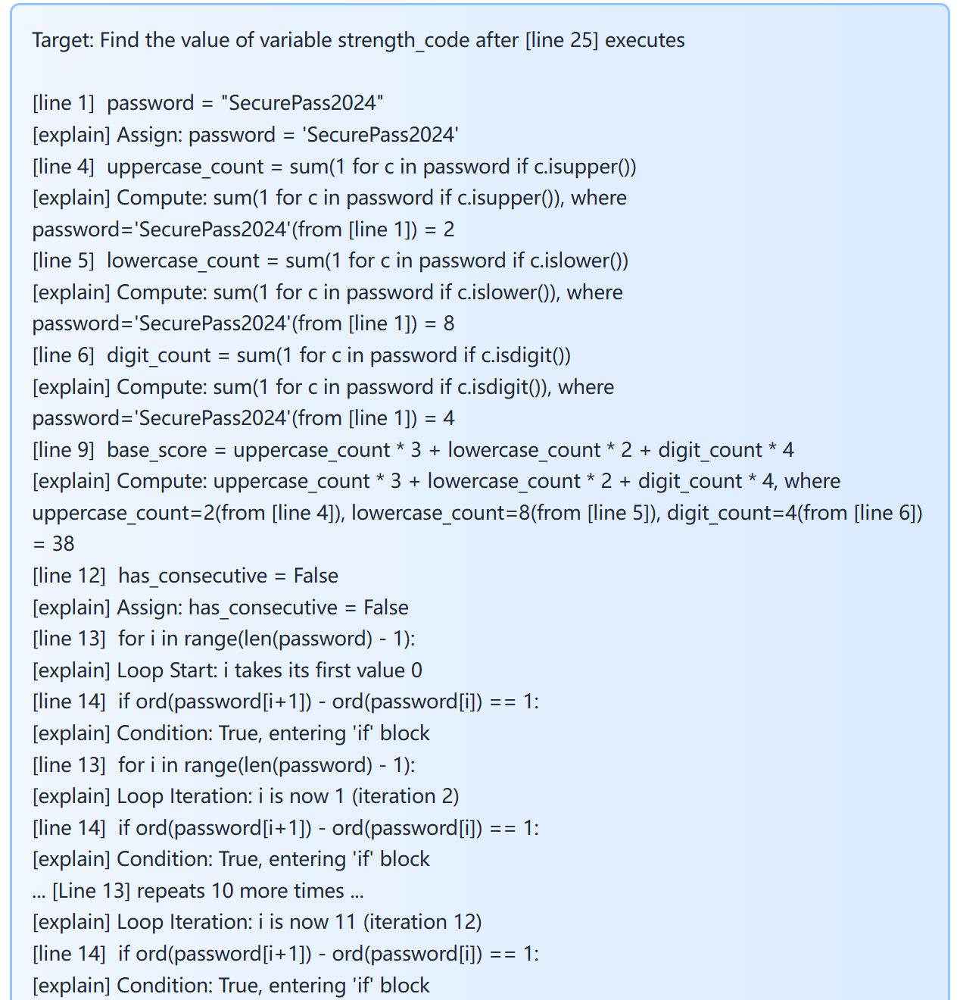 Target: Find the value of variable strength_code after [line 25] executes
[line 1]  password = "SecurePass2024"
[explain] Assign: password = 'SecurePass2024'
[line 4]  uppercase_count = sum(1 for c in password if c.isupper())
[explain] Compute: sum(1 for c in password if c.isupper()), where
password='SecurePass2024'(from [line 1]) = 2
[line 5]  lowercase_count = sum(1 for c in password if c.islower())
[explain] Compute: sum(1 for c in password if c.islower()), where
password='SecurePass2024'(from [line 1]) = 8
[line 6]  digit_count = sum(1 for c in password if c.isdigit())
[explain] Compute: sum(1 for c in password if c.isdigit()), where
password='SecurePass2024'(from [line 1]) = 4
[line 9]  base_score = uppercase_count * 3 + lowercase_count * 2 + digit_count * 4
[explain] Compute: uppercase_count * 3 + lowercase_count * 2 + digit_count * 4, where
uppercase_count=2(from [line 4]), lowercase_count=8(from [line 5]), digit_count=4(from [line 6])
= 38
[line 12]  has_consecutive = False
[explain] Assign: has_consecutive = False
[line 13]  for i in range(len(password) - 1):
[explain] Loop Start: i takes its first value 0
[line 14]  if ord(password[i+1]) - ord(password[i]) == 1:
[explain] Condition: True, entering 'if' block
[line 13]  for i in range(len(password) - 1):
[explain] Loop Iteration: i is now 1 (iteration 2)
[line 14]  if ord(password[i+1]) - ord(password[i]) == 1:
[explain] Condition: True, entering 'if' block
... [Line 13] repeats 10 more times ...
[explain] Loop Iteration: i is now 11 (iteration 12)
[line 14]  if ord(password[i+1]) - ord(password[i]) == 1:
[explain] Condition: True, entering 'if' block